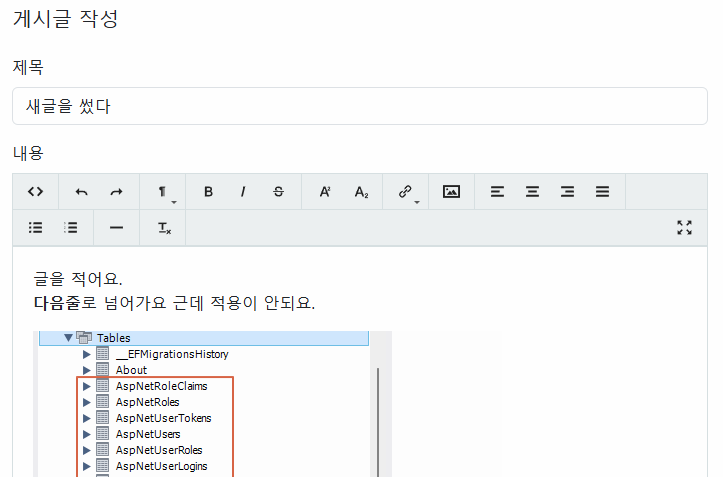 게시글 작성
제목
새글을 썼다
내용
<> ¶ B I S A² A₂
T×
글을 적어요.
다음줄로 넘어가요 근데 적용이 안되요.
Tables
__EFMigrationsHistory
About
AspNetRoleClaims
AspNetRoles
AspNetUserTokens
AspNetUsers
AspNetUserRoles
AspNetUserLogins